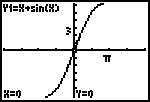 Y1=X+sin(X)
3
π
X=0 Y=0